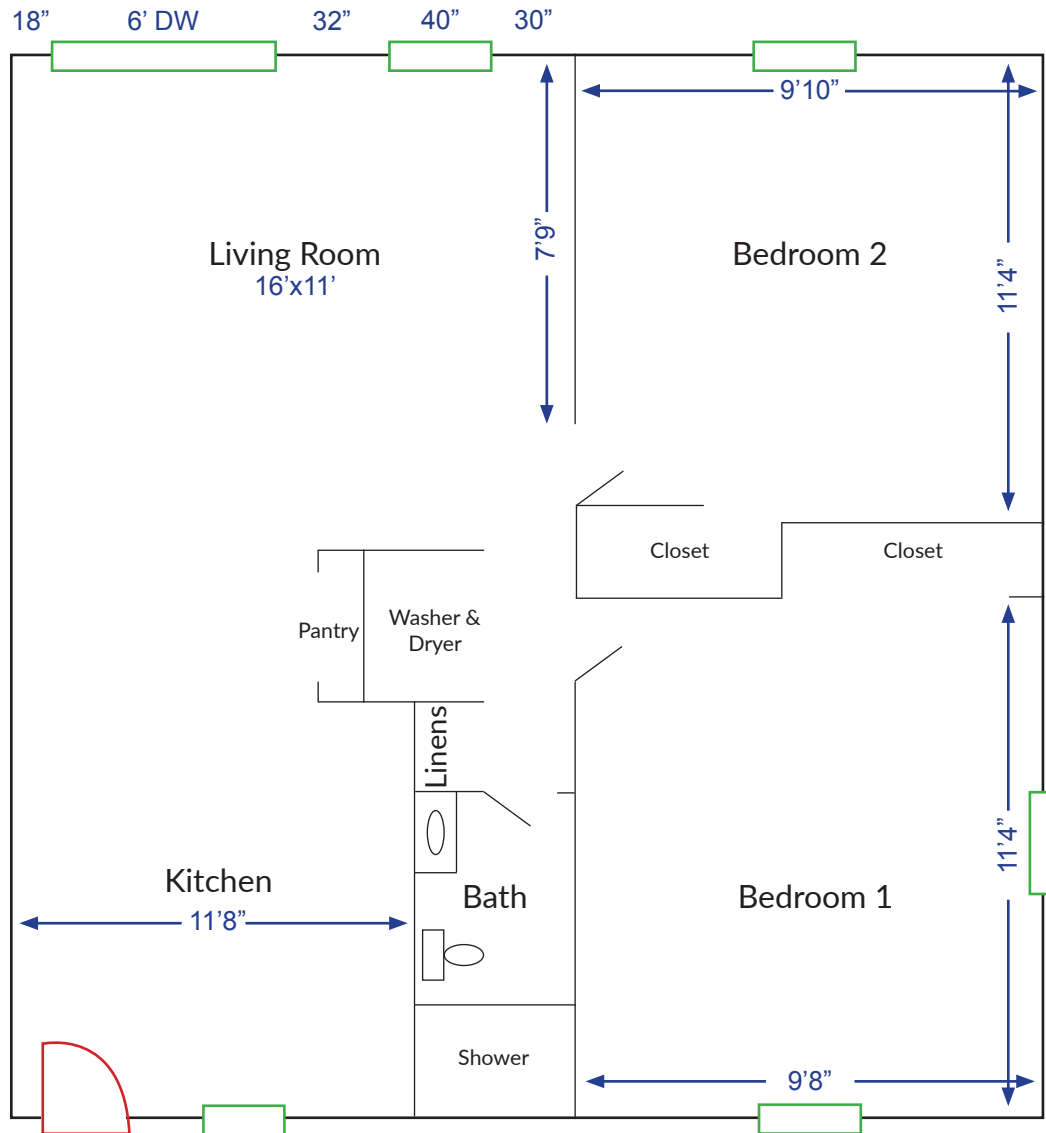 18” 6’ DW 32” 40” 30”
9’10”
7’9”
Living Room
16’x11’
Bedroom 2
11’4”
Closet
Closet
Pantry
Washer &
Dryer
Linens
11’4”
Kitchen
11’8”
Bath
Bedroom 1
Shower
9’8”